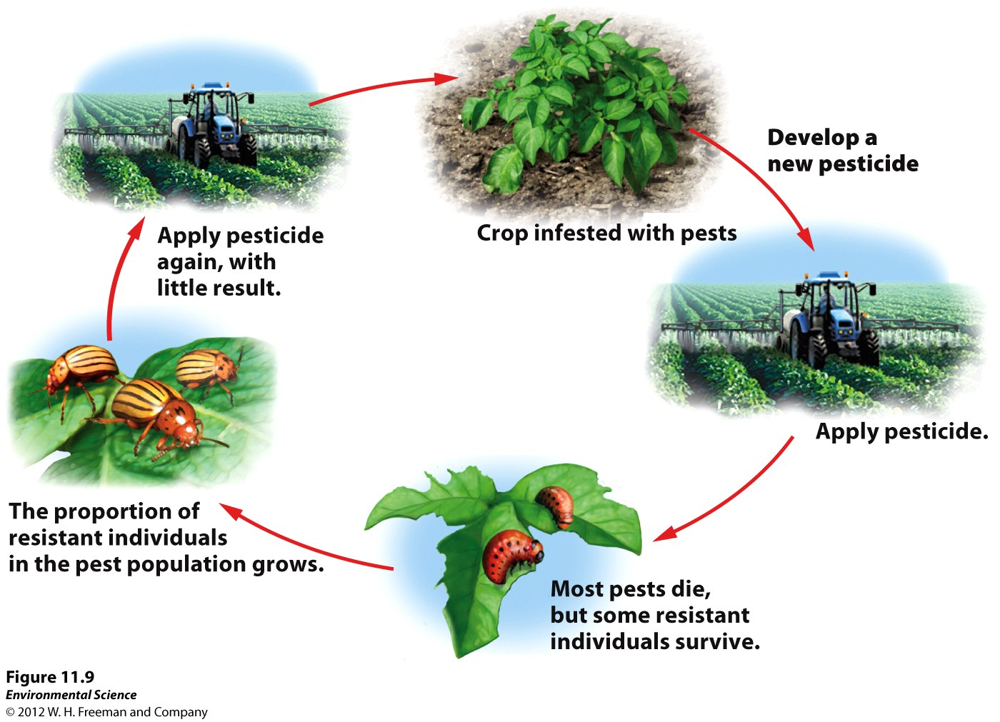 Develop a
new pesticide
Crop infested with pests
Apply pesticide
again, with
little result.
Apply pesticide.
The proportion of
resistant individuals
in the pest population grows.
Most pests die,
but some resistant
individuals survive.
Figure 11.9
Environmental Science
© 2012 W. H. Freeman and Company